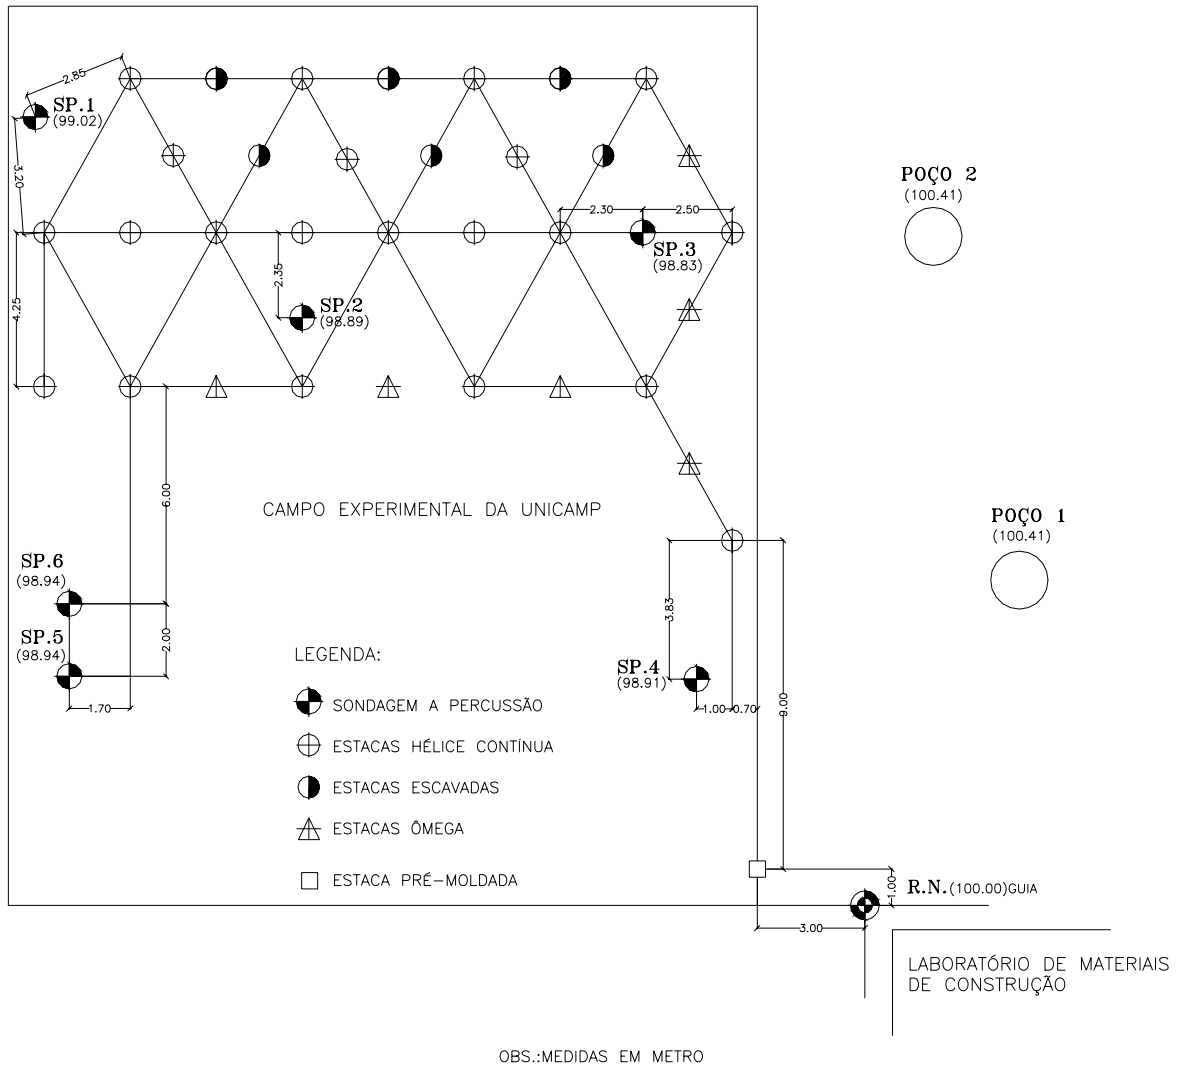 2.85
SP.1
(99.02)
3.20
POÇO 2
(100.41)
2.30
2.50
SP.3
(98.83)
2.35
4.25
SP.2
(98.89)
6.00
CAMPO EXPERIMENTAL DA UNICAMP
POÇO 1
(100.41)
SP.6
(98.94)
3.83
2.00
SP.5
(98.94)
LEGENDA:
SP.4
(98.91)
1.70
1.00
0.70
9.00
SONDAGEM A PERCUSSÃO
ESTACAS HÉLICE CONTÍNUA
ESTACAS ESCAVADAS
ESTACAS ÔMEGA
ESTACA PRÉ-MOLDADA
1.00
R.N.(100.00)GUIA
3.00
LABORATÓRIO DE MATERIAIS
DE CONSTRUÇÃO
OBS.:MEDIDAS EM METRO